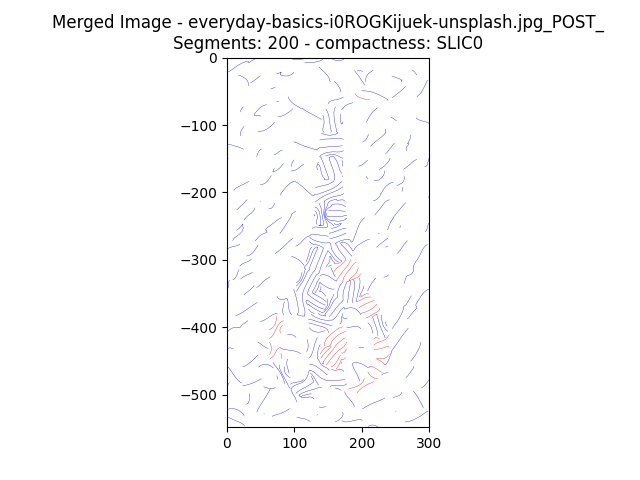 Merged Image - everyday-basics-i0ROGKijuek-unsplash.jpg_POST_
Segments: 200 - compactness: SLIC0
0
−100
−200
−300
−400
−500
0 100 200 300